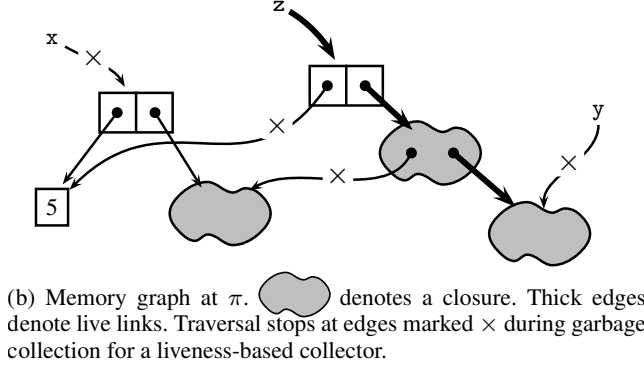 z
x
×
×
y
×
×
5
(b) Memory graph at π. denotes a closure. Thick edges
denote live links. Traversal stops at edges marked × during garbage
collection for a liveness-based collector.